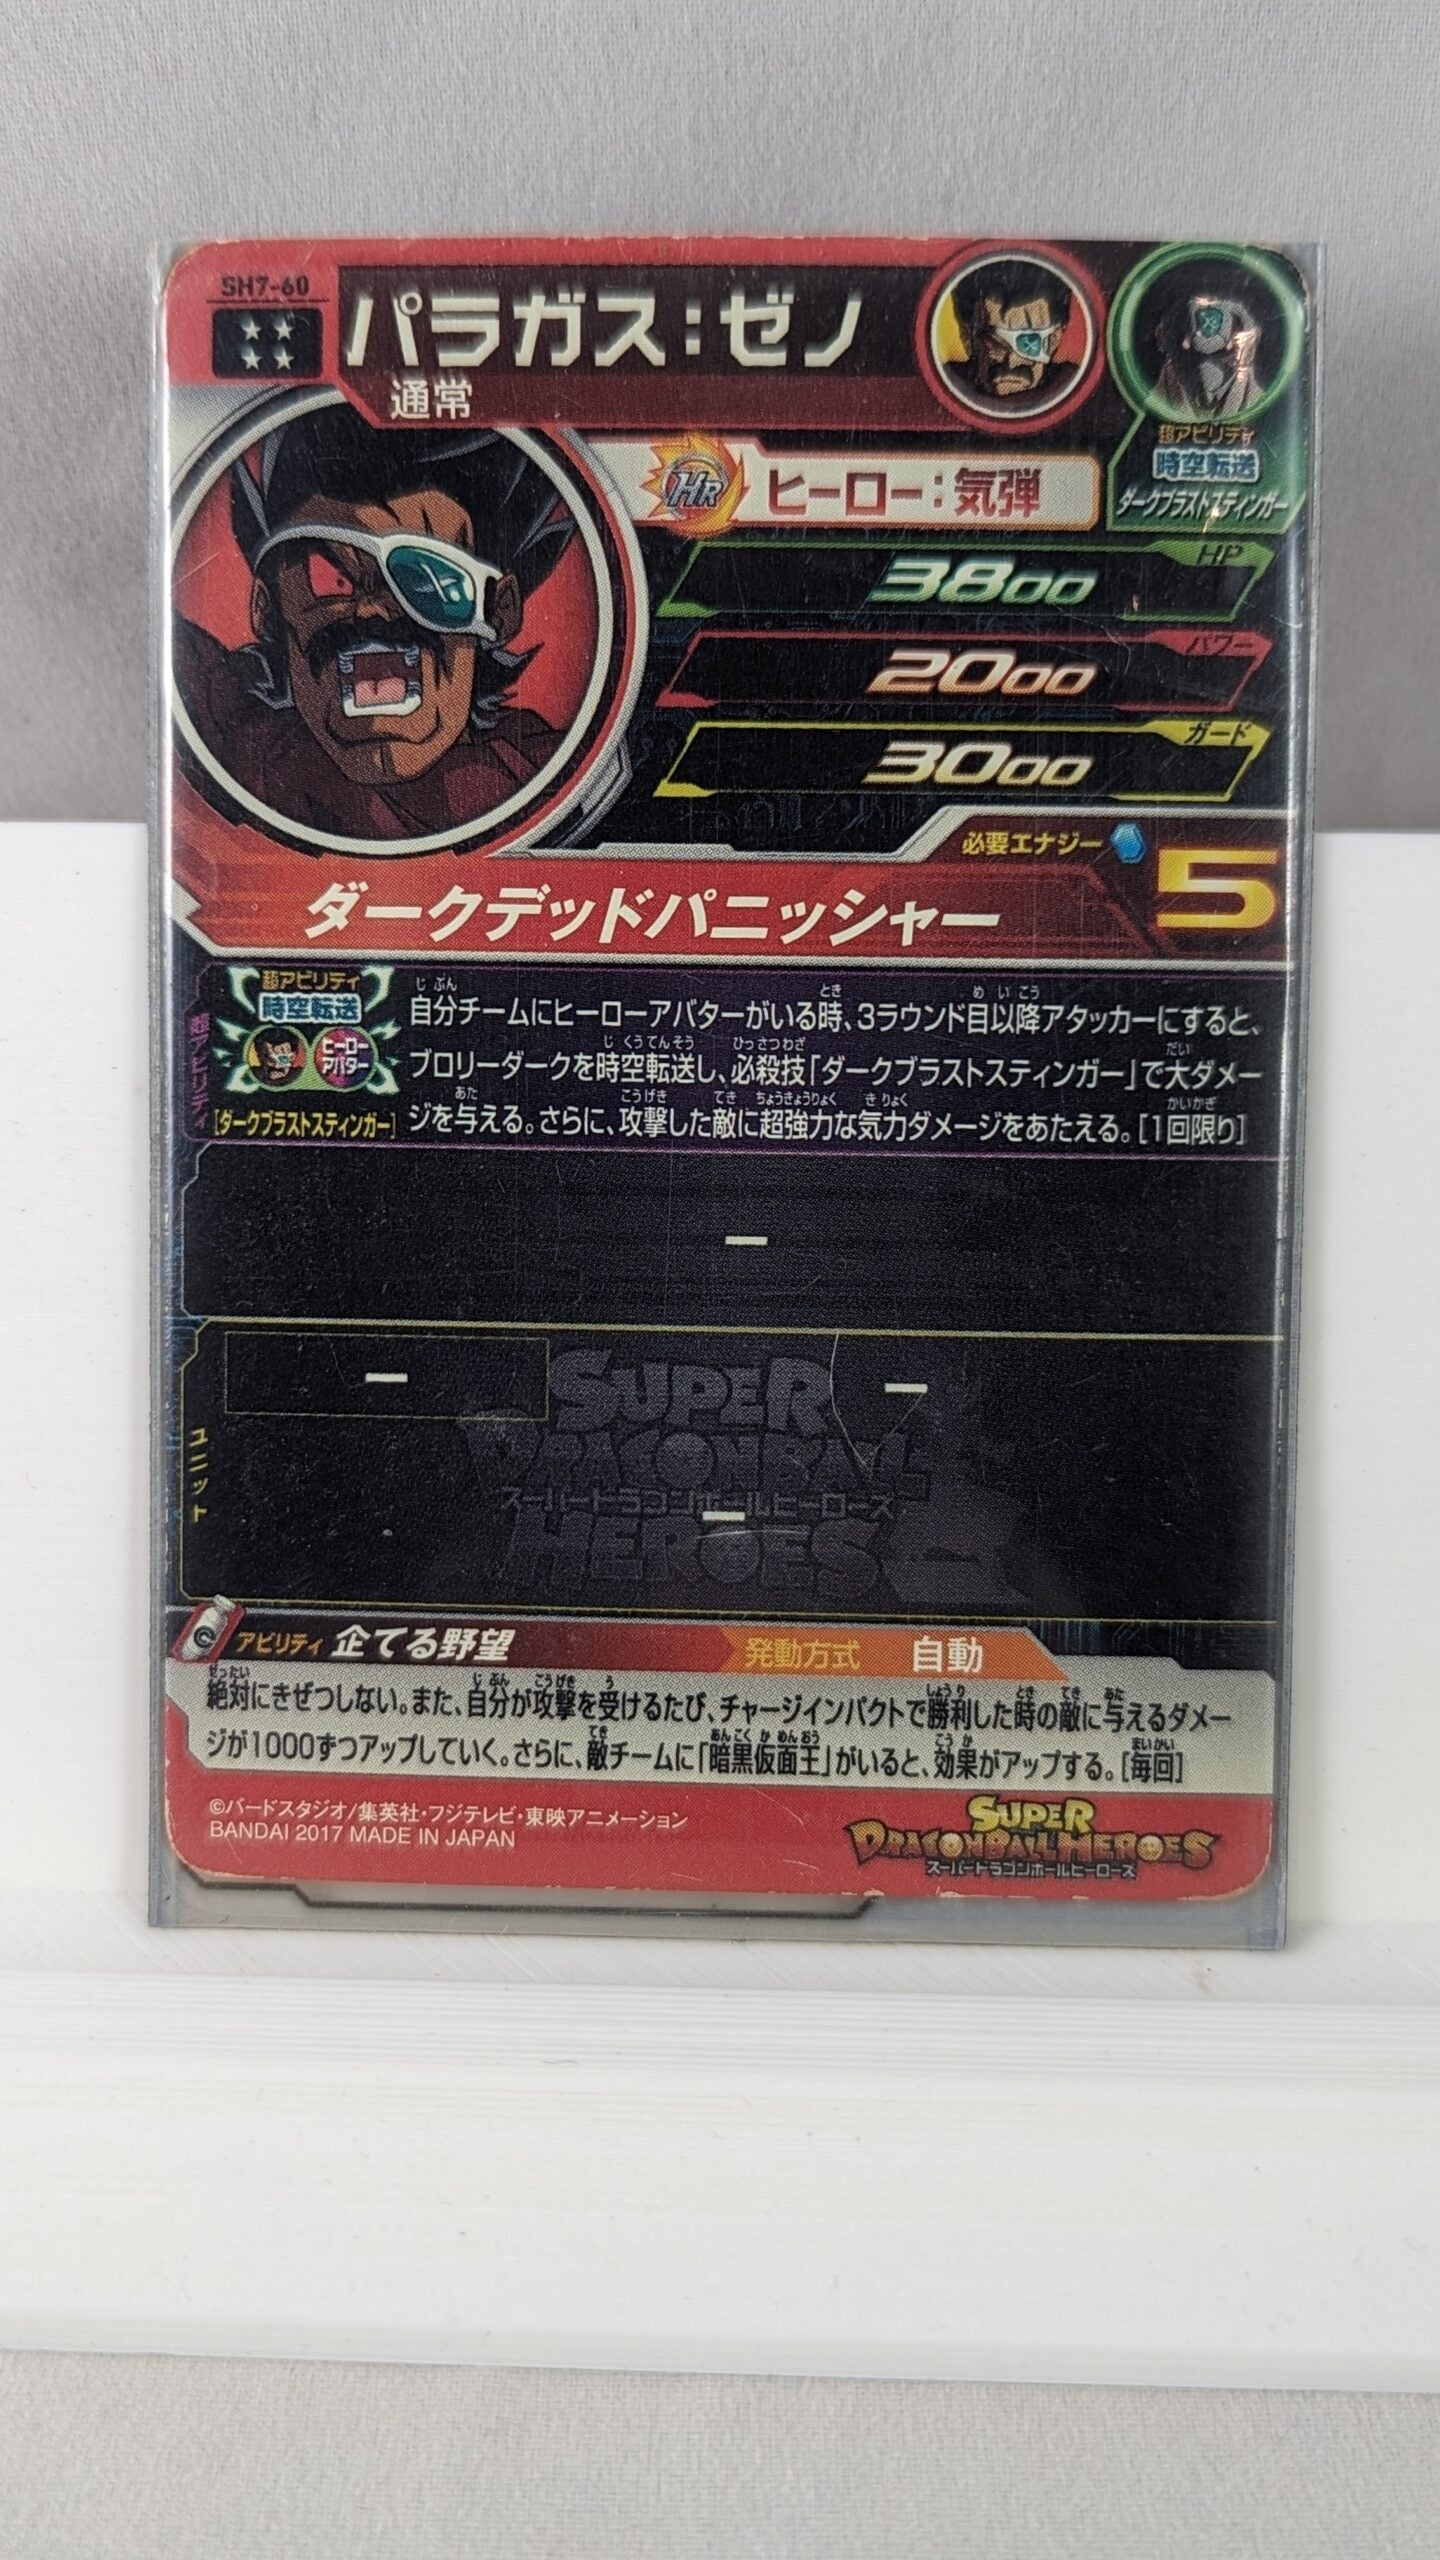 SH7-60
パラガス:ゼノ
通常
超アビリティ
時空転送
ダークブラストスティンガー
HR
ヒーロー:気弾
HP
3800
パワー
2000
ガード
3000
必要エナジー
5
ダークデッドパニッシャー
超アビリティ
超アビリティ
時空転送
ヒーロー
アバター
[ダークブラストスティンガー]
自分チームにヒーローアバターがいる時、3ラウンド目以降アタッカーにすると、
ブロリーダークを時空転送し、必殺技「ダークブラストスティンガー」で大ダメー
ジを与える。さらに、攻撃した敵に超強力な気力ダメージをあたえる。[1回限り]
ー
ユニット
ー
ー
ー
SUPER
DRAGONBALL
スーパードラゴンボールヒーローズ
HEROES
アビリティ 企てる野望
発動方式 自動
絶対にきぜつしない。また、自分が攻撃を受けるたび、チャージインパクトで勝利した時の敵に与えるダメー
ジが1000ずつアップしていく。さらに、敵チームに「暗黒仮面王」がいると、効果がアップする。[毎回]
©バードスタジオ/集英社・フジテレビ・東映アニメーション
BANDAI 2017 MADE IN JAPAN
SUPER
DRAGONBALL HEROES
スーパードラゴンボールヒーローズ